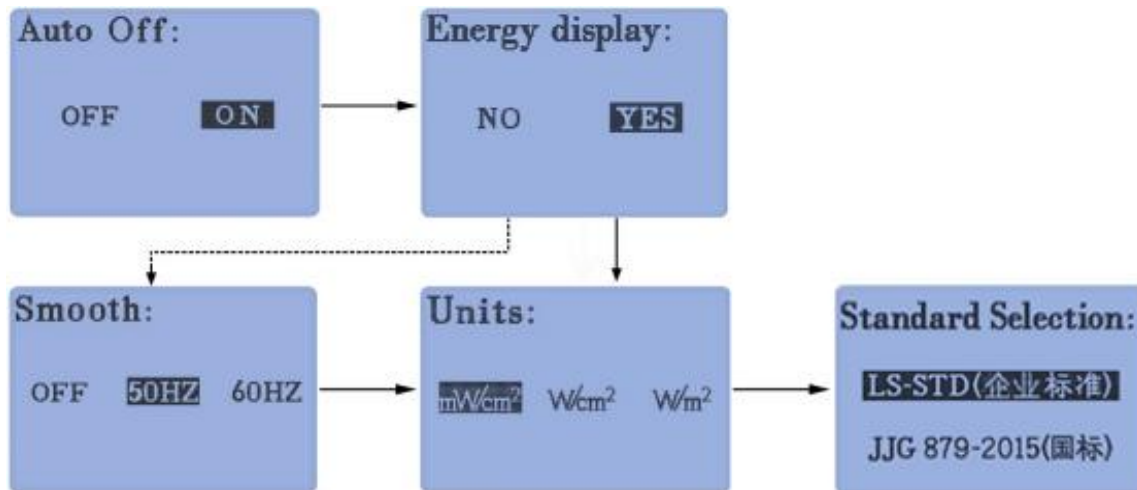 Auto Off:
OFF ON
Energy display:
NO YES
Smooth:
OFF 50HZ 60HZ
Units:
mW/cm² W/cm² W/m²
Standard Selection:
LS-STD(企业标准)
JJG 879-2015(国标)